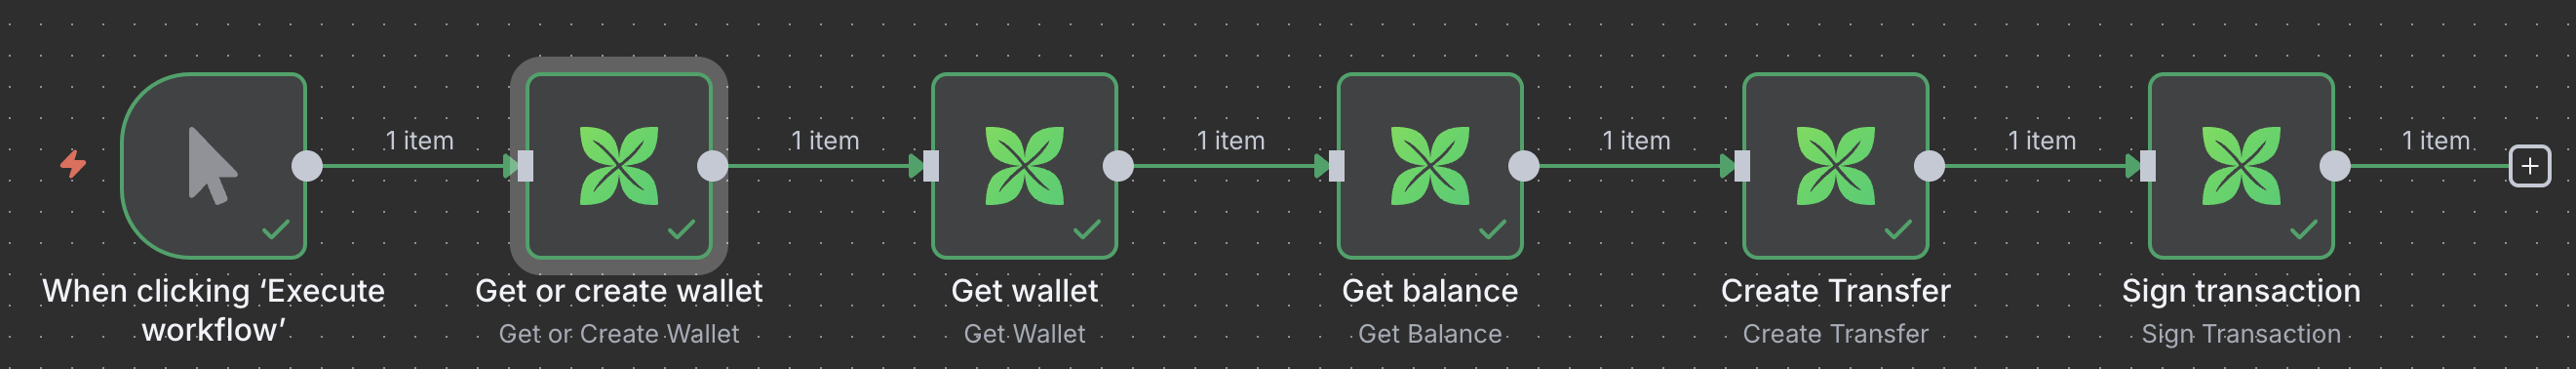 1 item
1 item
1 item
1 item
1 item
1 item
When clicking ‘Execute
workflow’
Get or create wallet
Get or Create Wallet
Get wallet
Get Wallet
Get balance
Get Balance
Create Transfer
Create Transfer
Sign transaction
Sign Transaction